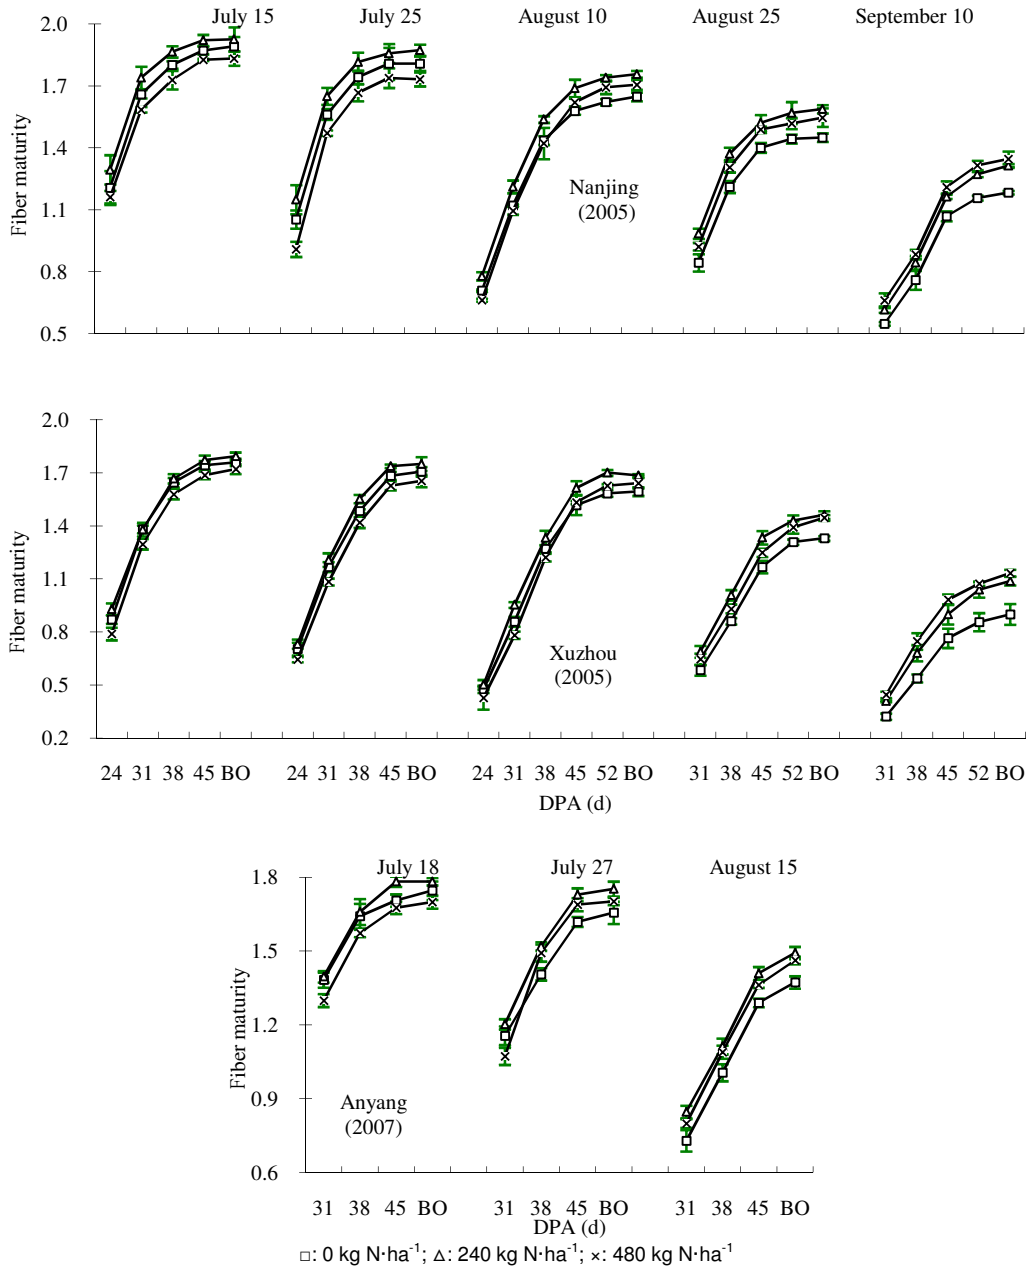 July 15 July 25 August 10 August 25 September 10
2.0
1.7
1.4
1.1
0.8
0.5
Fiber maturity
Nanjing
(2005)
2.0
1.7
1.4
1.1
0.8
0.5
0.2
Fiber maturity
Xuzhou
(2005)
24 31 38 45 BO 24 31 38 45 BO 24 31 38 45 52 BO 31 38 45 52 BO 31 38 45 52 BO
DPA (d)
July 18 July 27 August 15
1.8
1.5
1.2
0.9
0.6
Fiber maturity
Anyang
(2007)
31 38 45 BO 31 38 45 BO 31 38 45 BO
DPA (d)
□: 0 kg N·ha⁻¹; △: 240 kg N·ha⁻¹; ×: 480 kg N·ha⁻¹